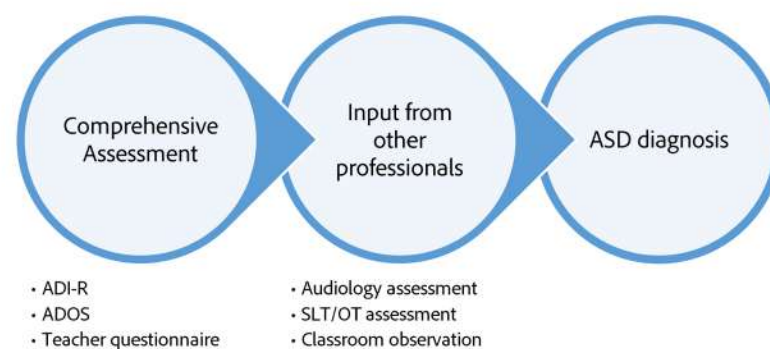 Comprehensive
Assessment
Input from
other
professionals
ASD diagnosis
• ADI-R
• ADOS
• Teacher questionnaire
• Audiology assessment
• SLT/OT assessment
• Classroom observation